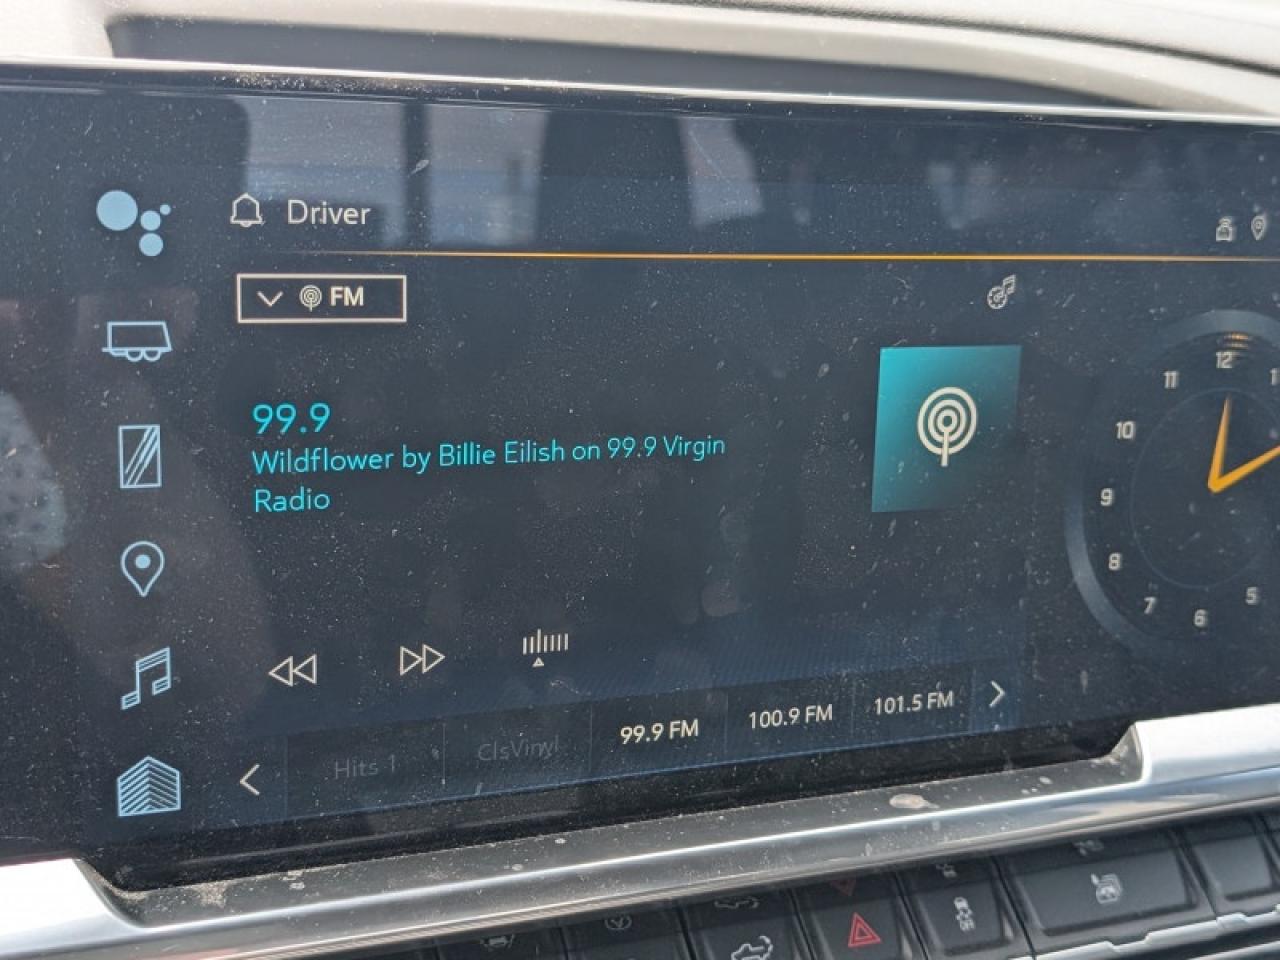 Driver
FM
99.9
Wildflower by Billie Eilish on 99.9 Virgin
Radio
Hits 1
ClsVinyl
99.9 FM
100.9 FM
101.5 FM
12
11
10
9
8
7
6
5